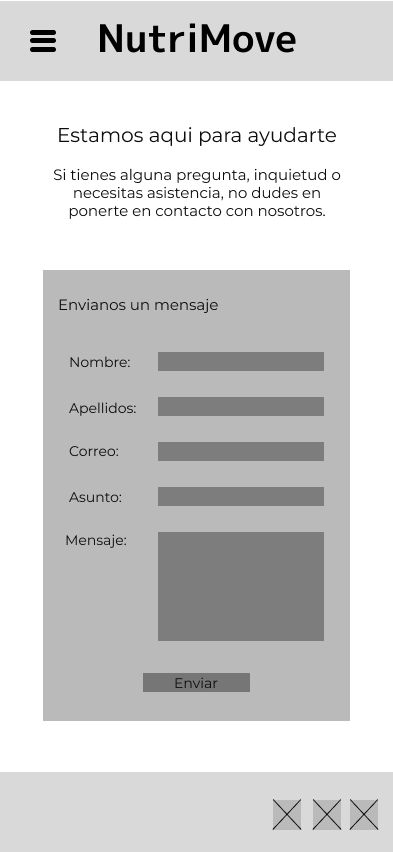 NutriMove
Estamos aqui para ayudarte
Si tienes alguna pregunta, inquietud o
necesitas asistencia, no dudes en
ponerte en contacto con nosotros.
Envianos un mensaje
Nombre:
Apellidos:
Correo:
Asunto:
Mensaje:
Enviar